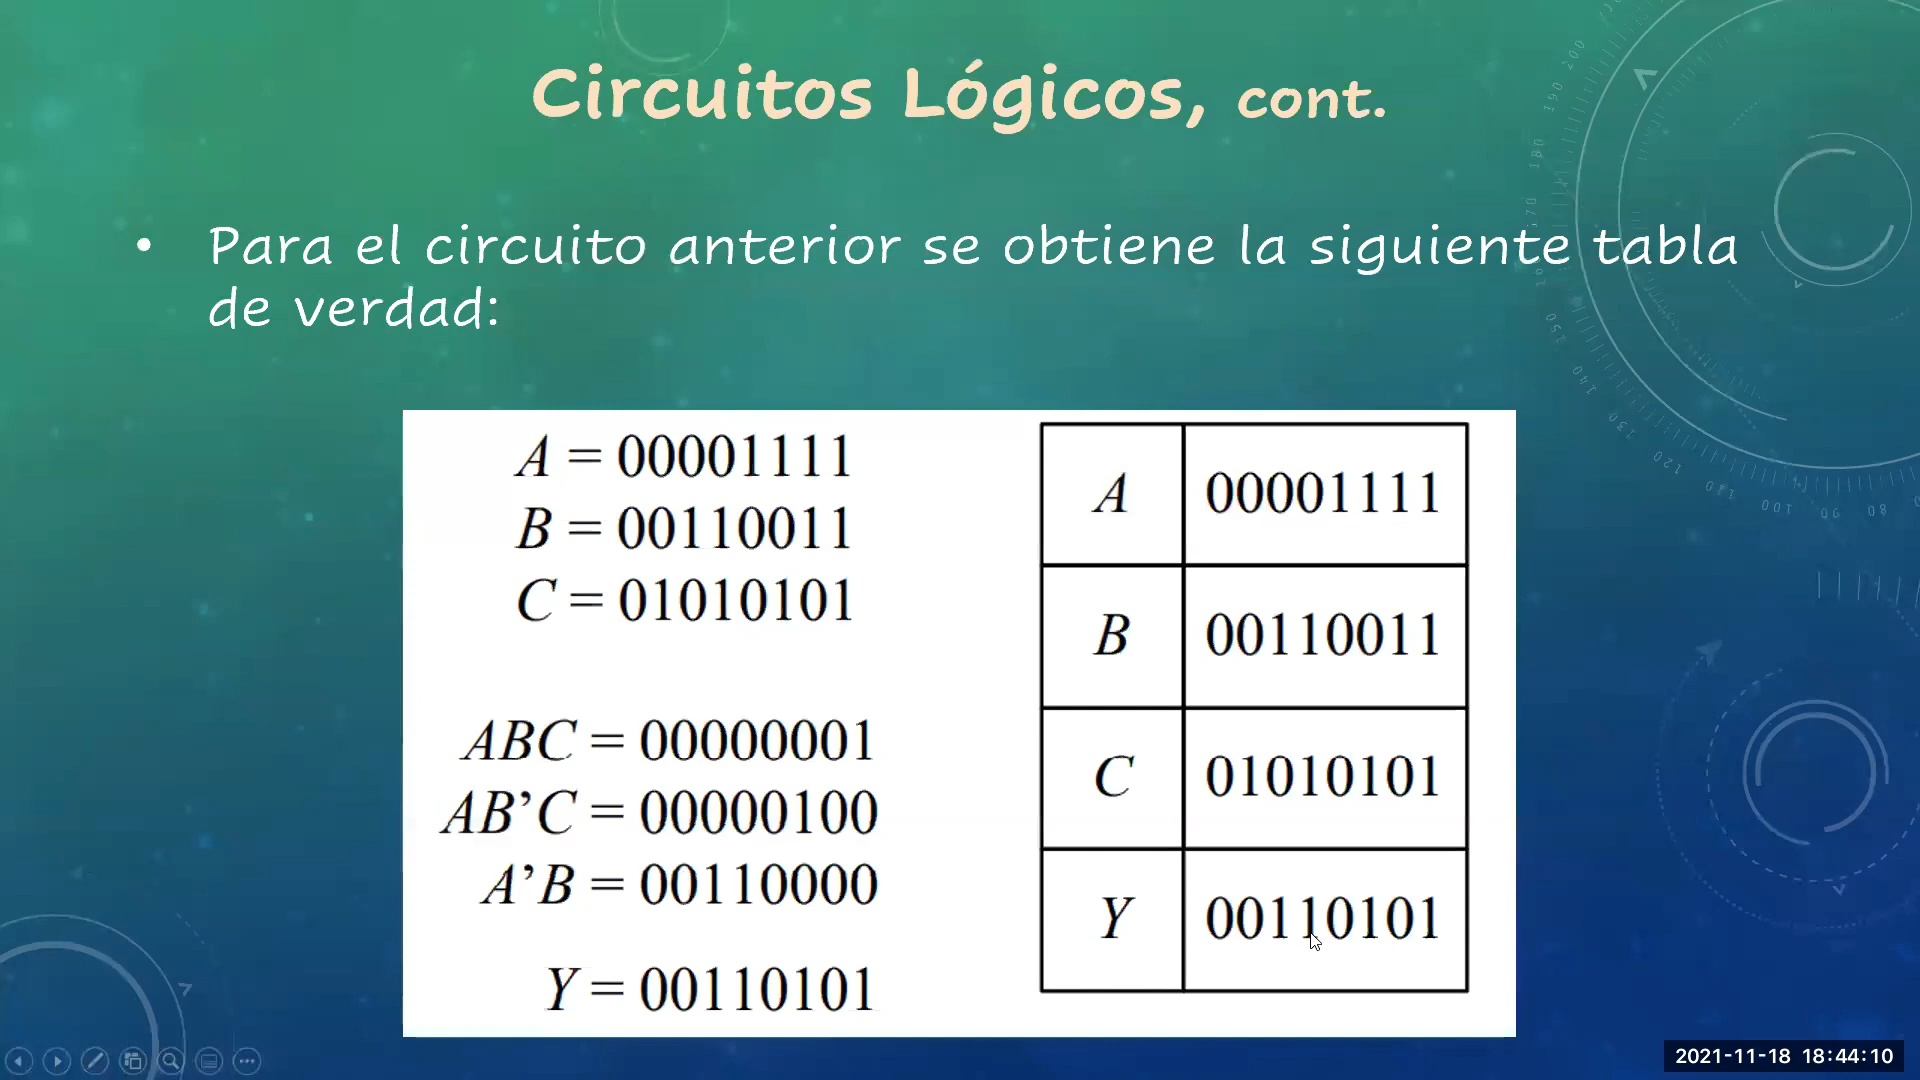 Circuitos Lógicos, cont.
• Para el circuito anterior se obtiene la siguiente tabla
de verdad:
A = 00001111
B = 00110011
C = 01010101
ABC = 00000001
AB’C = 00000100
A’B = 00110000
Y = 00110101
A 00001111
B 00110011
C 01010101
Y 00110101
2021-11-18 18:44:10